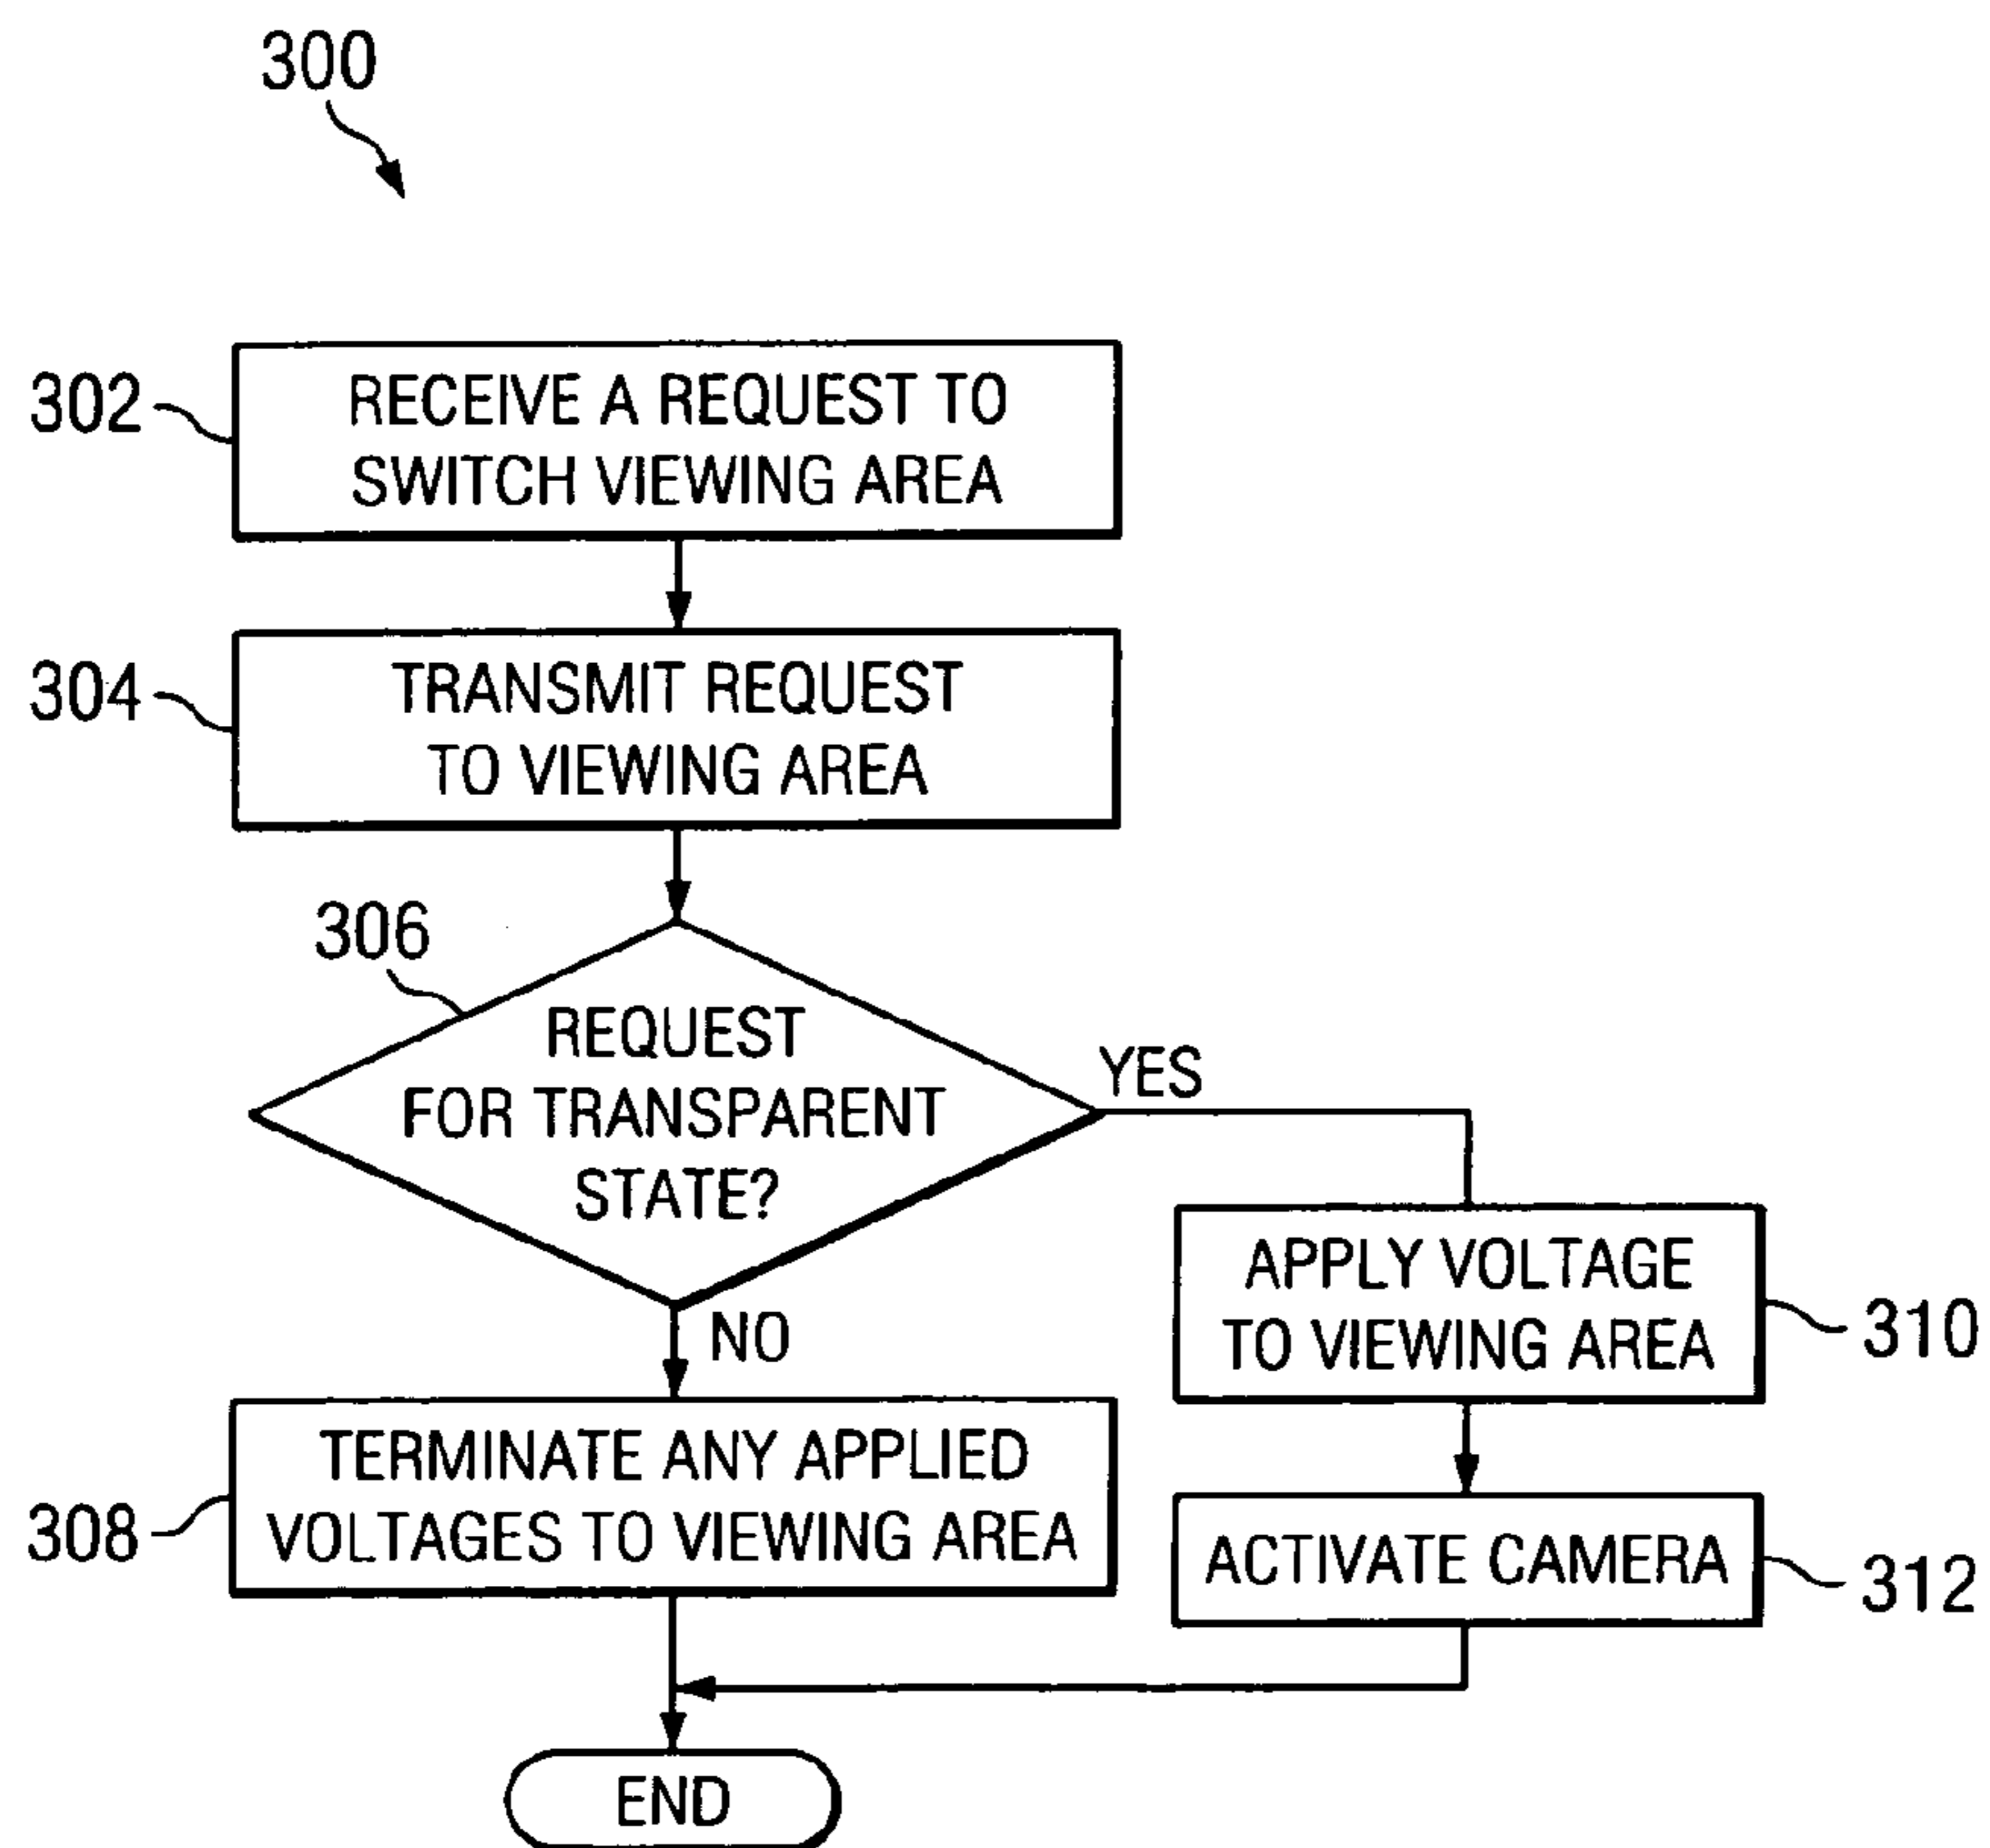 300
302
RECEIVE A REQUEST TO
SWITCH VIEWING AREA
304
TRANSMIT REQUEST
TO VIEWING AREA
306
REQUEST
FOR TRANSPARENT
STATE?
YES
NO
APPLY VOLTAGE
TO VIEWING AREA
310
308
TERMINATE ANY APPLIED
VOLTAGES TO VIEWING AREA
ACTIVATE CAMERA
312
END